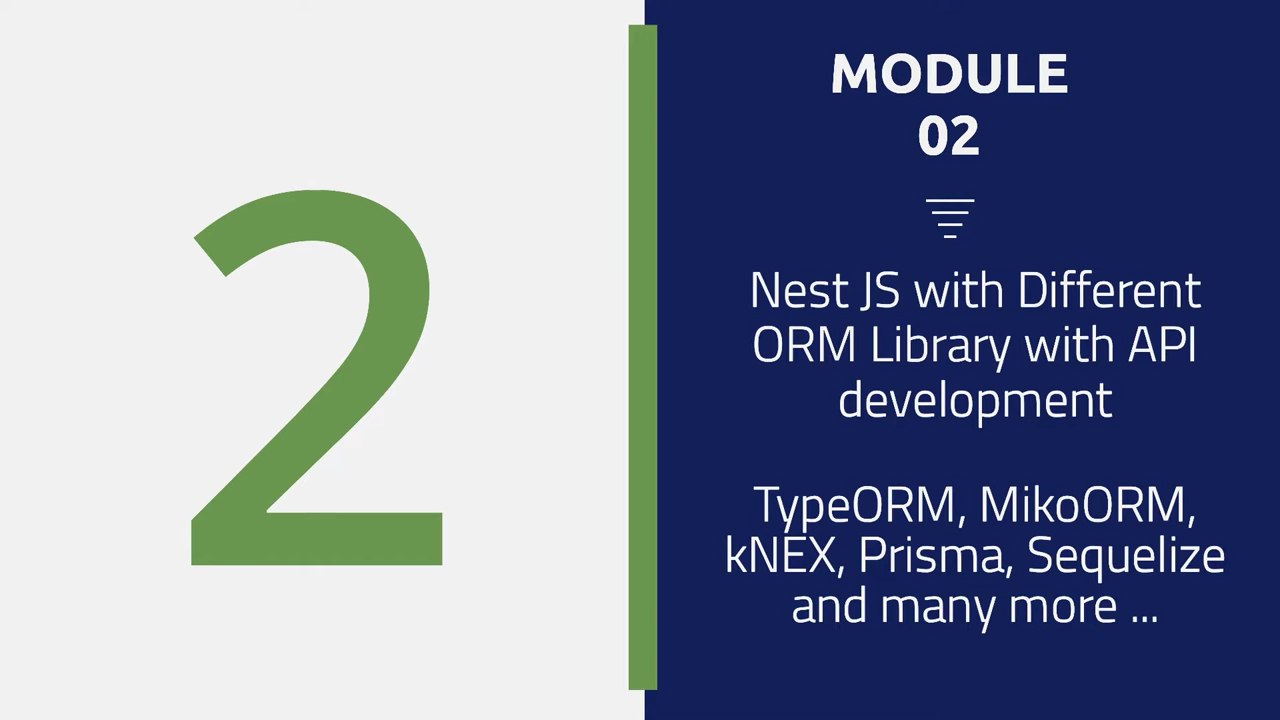 2
MODULE
02
Nest JS with Different
ORM Library with API
development
TypeORM, MikoORM,
kNEX, Prisma, Sequelize
and many more ...